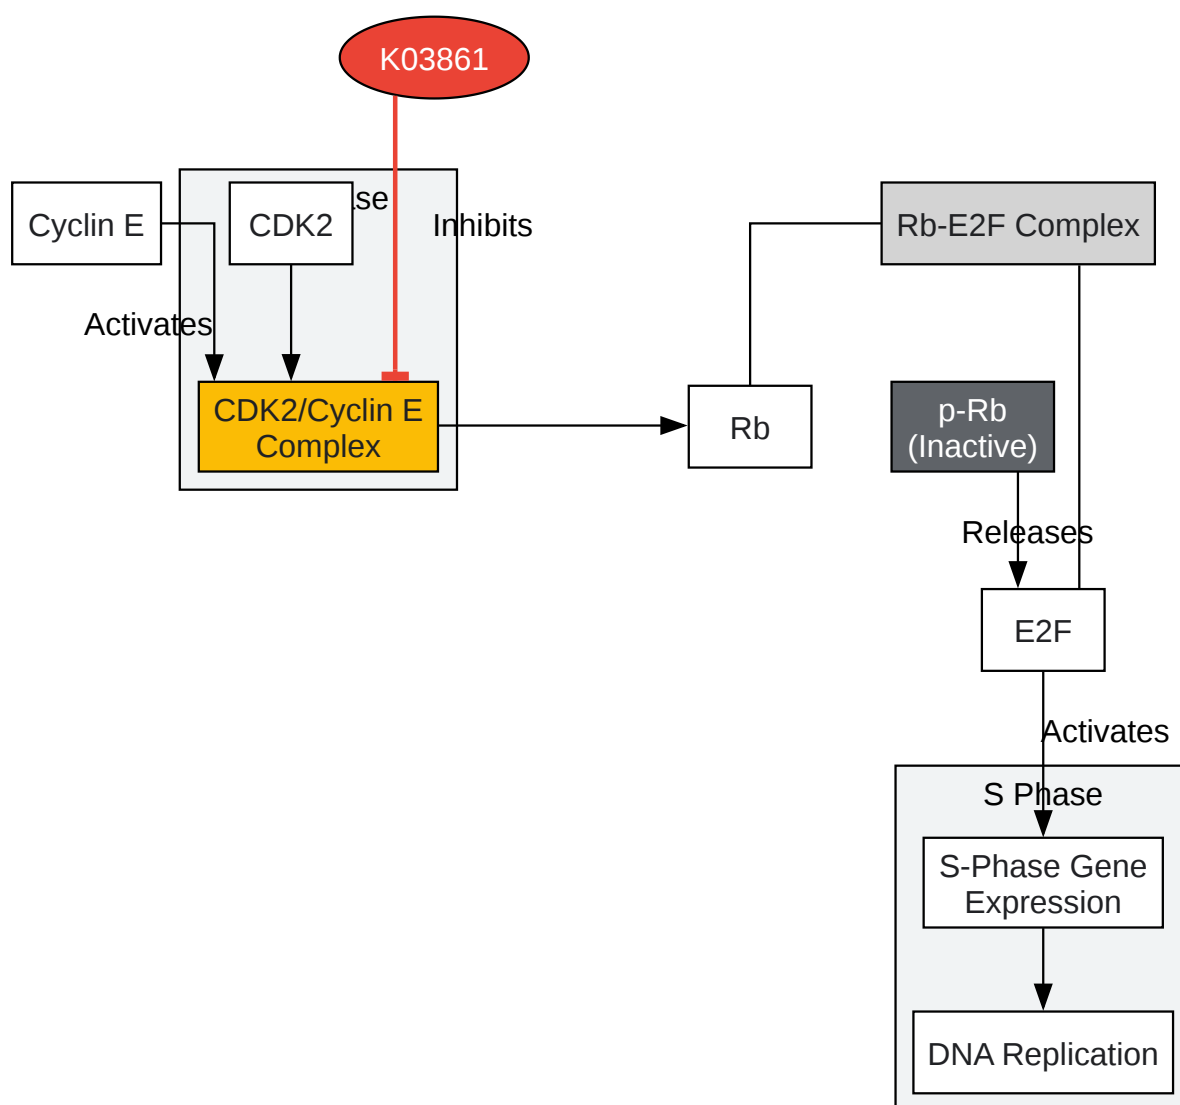 K03861
Cyclin E
CDK2
Inhibits
Rb-E2F Complex
Activates
CDK2/Cyclin E
Complex
Rb
p-Rb
(Inactive)
Releases
E2F
Activates
S Phase
S-Phase Gene
Expression
DNA Replication